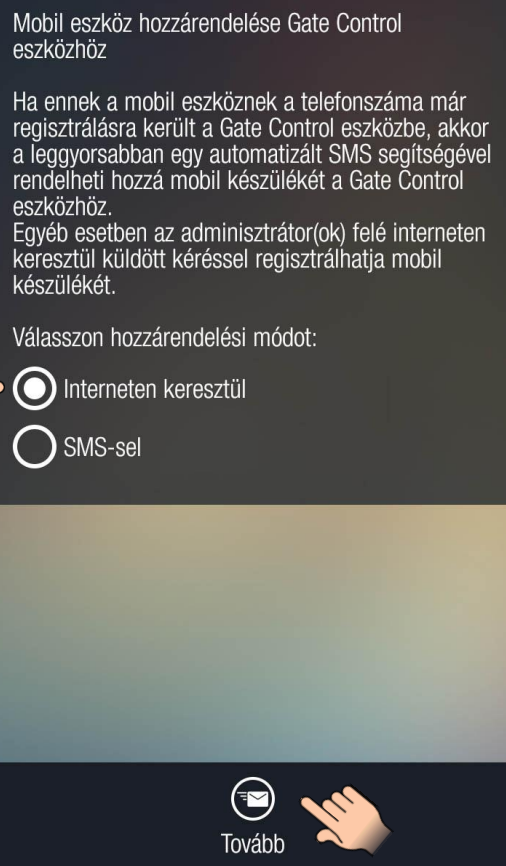 Mobil eszköz hozzárendelése Gate Control
eszközhöz
Ha ennek a mobil eszköznek a telefonszáma már
regisztrálásra került a Gate Control eszközbe, akkor
a leggyorsabban egy automatizált SMS segítségével
rendelheti hozzá mobil készülékét a Gate Control
eszközhöz.
Egyéb esetben az adminisztrátor(ok) felé interneten
keresztül küldött kéréssel regisztrálhatja mobil
készülékét.
Válasszon hozzárendelési módot:
Interneten keresztül
SMS-sel
Tovább